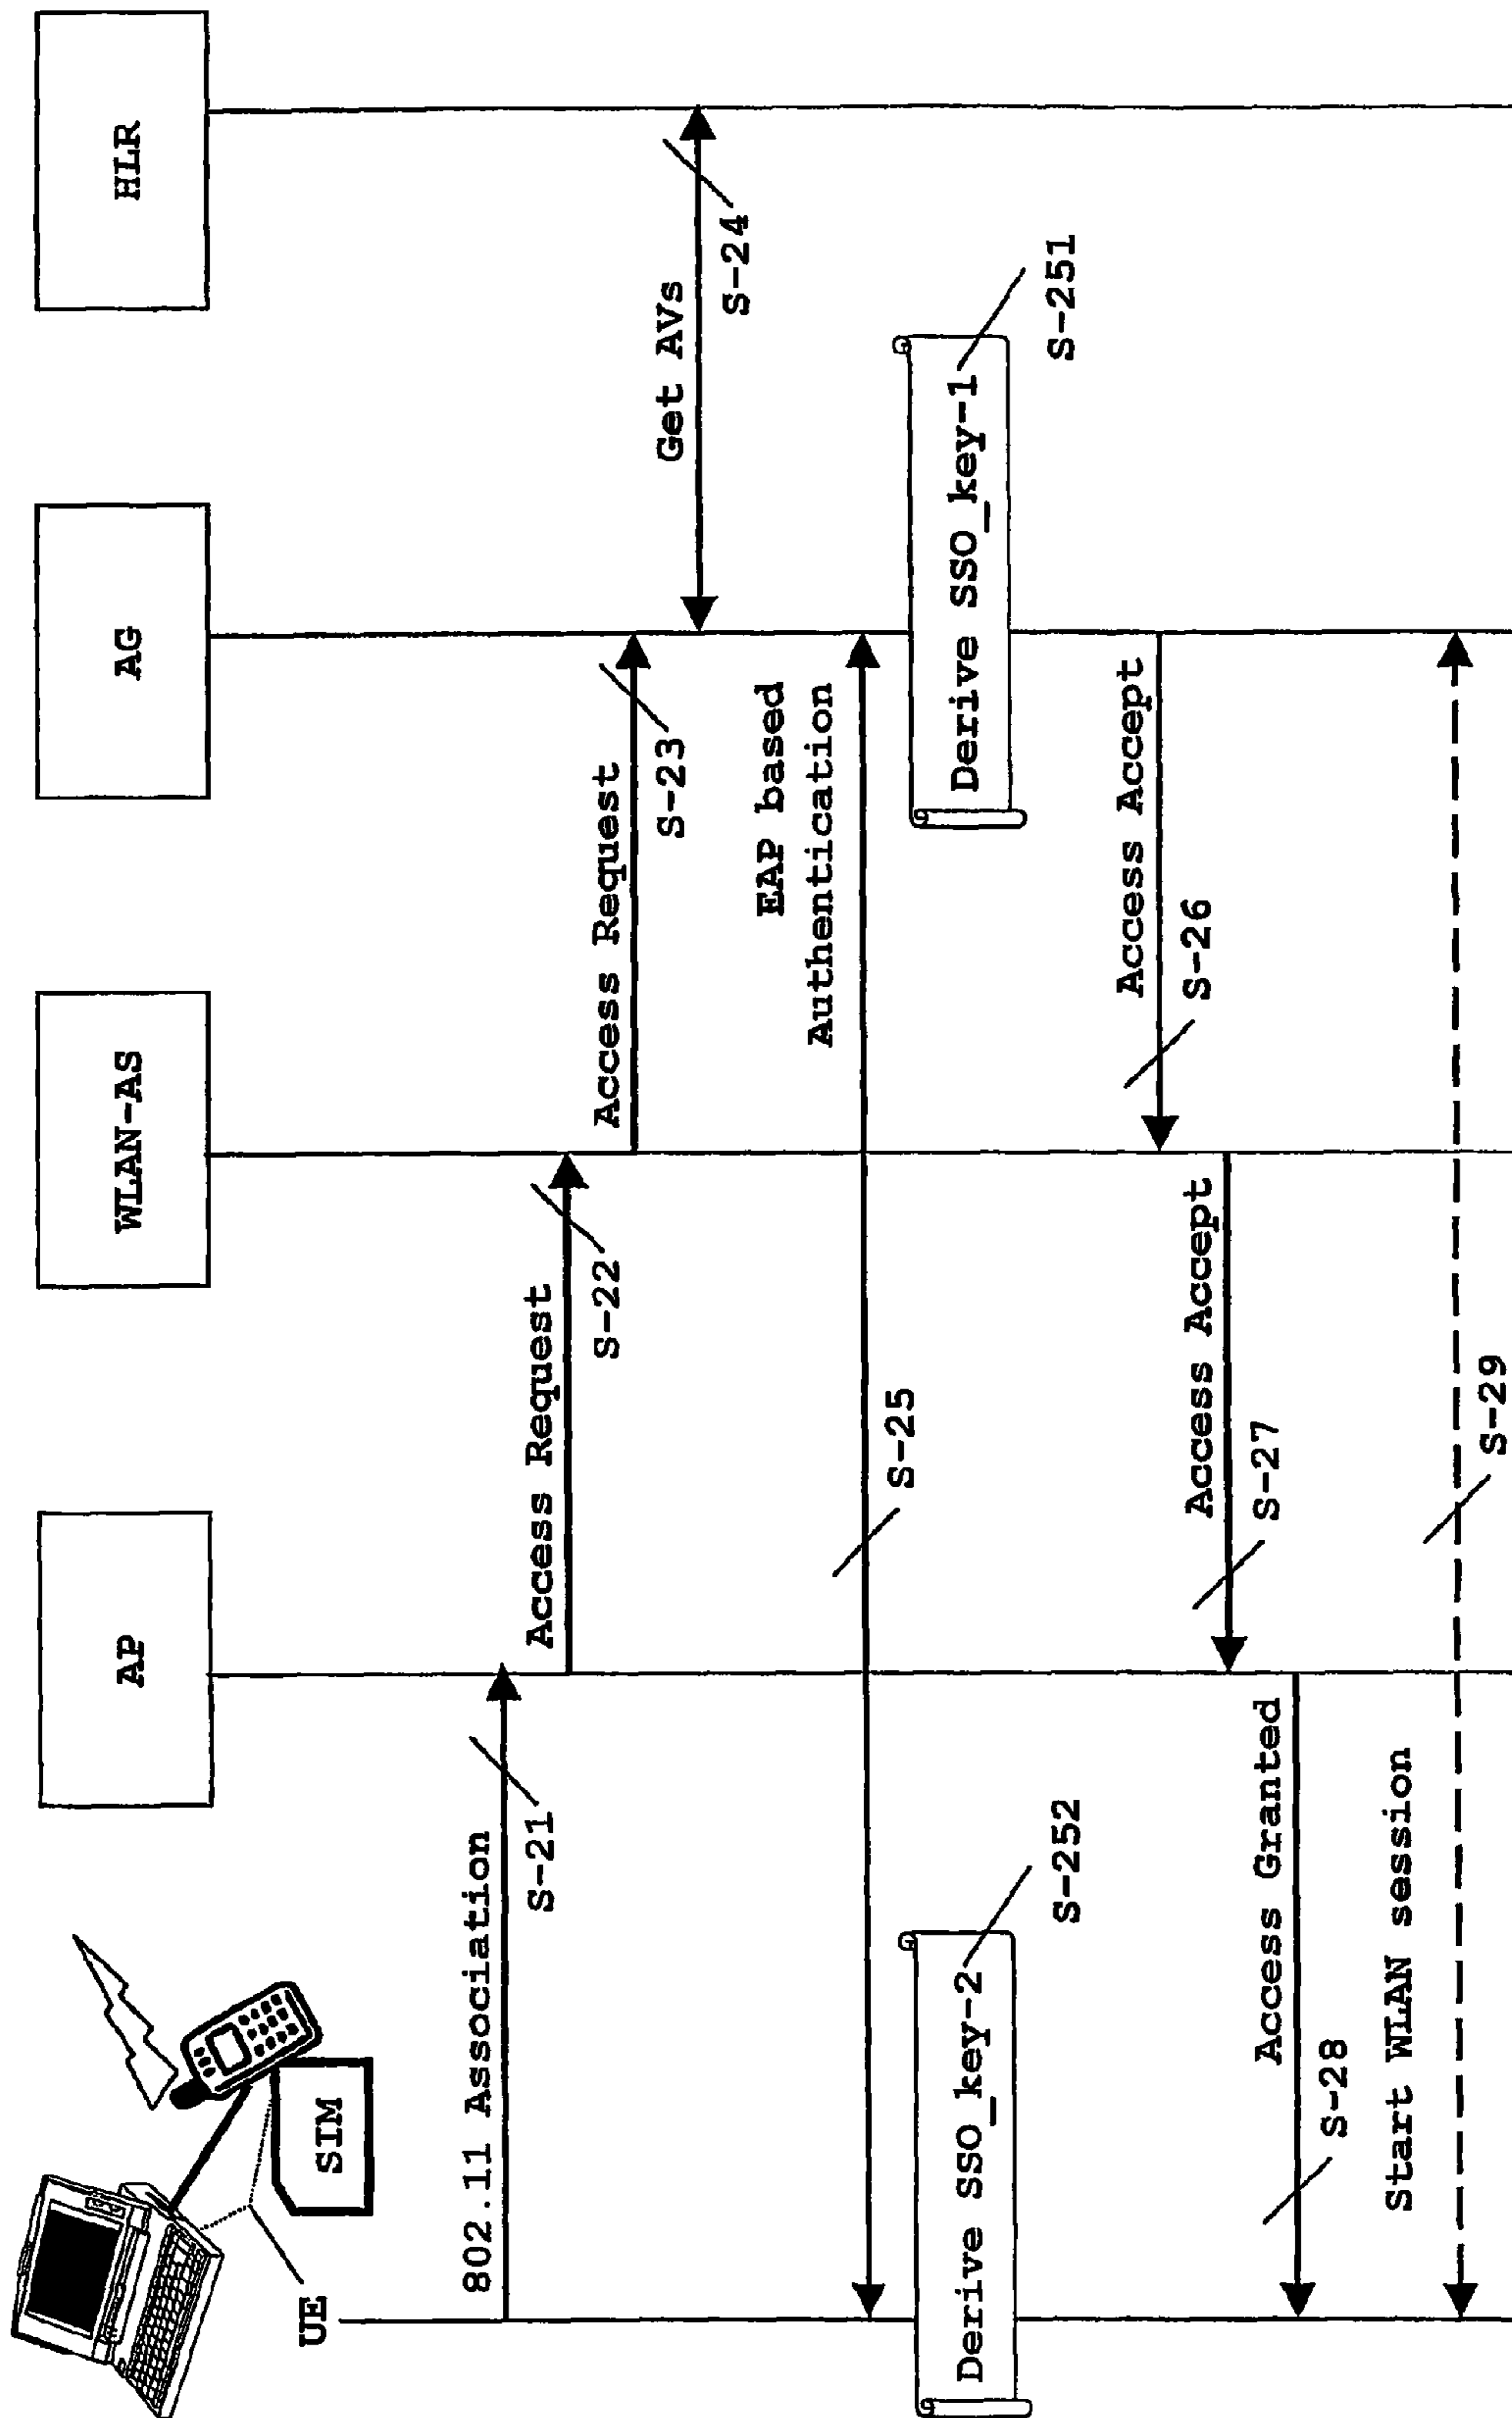 UE
SIM
AP
WLAN-AS
AG
HLR
802.11 Association
S-21
Access Request
S-22
Access Request
S-23
Get AVs
S-24
EAP based
Authentication
S-25
Derive SSO_key-2
S-252
Derive SSO_key-1
S-251
Access Accept
S-26
Access Accept
S-27
Access Granted
S-28
Start WLAN session
S-29